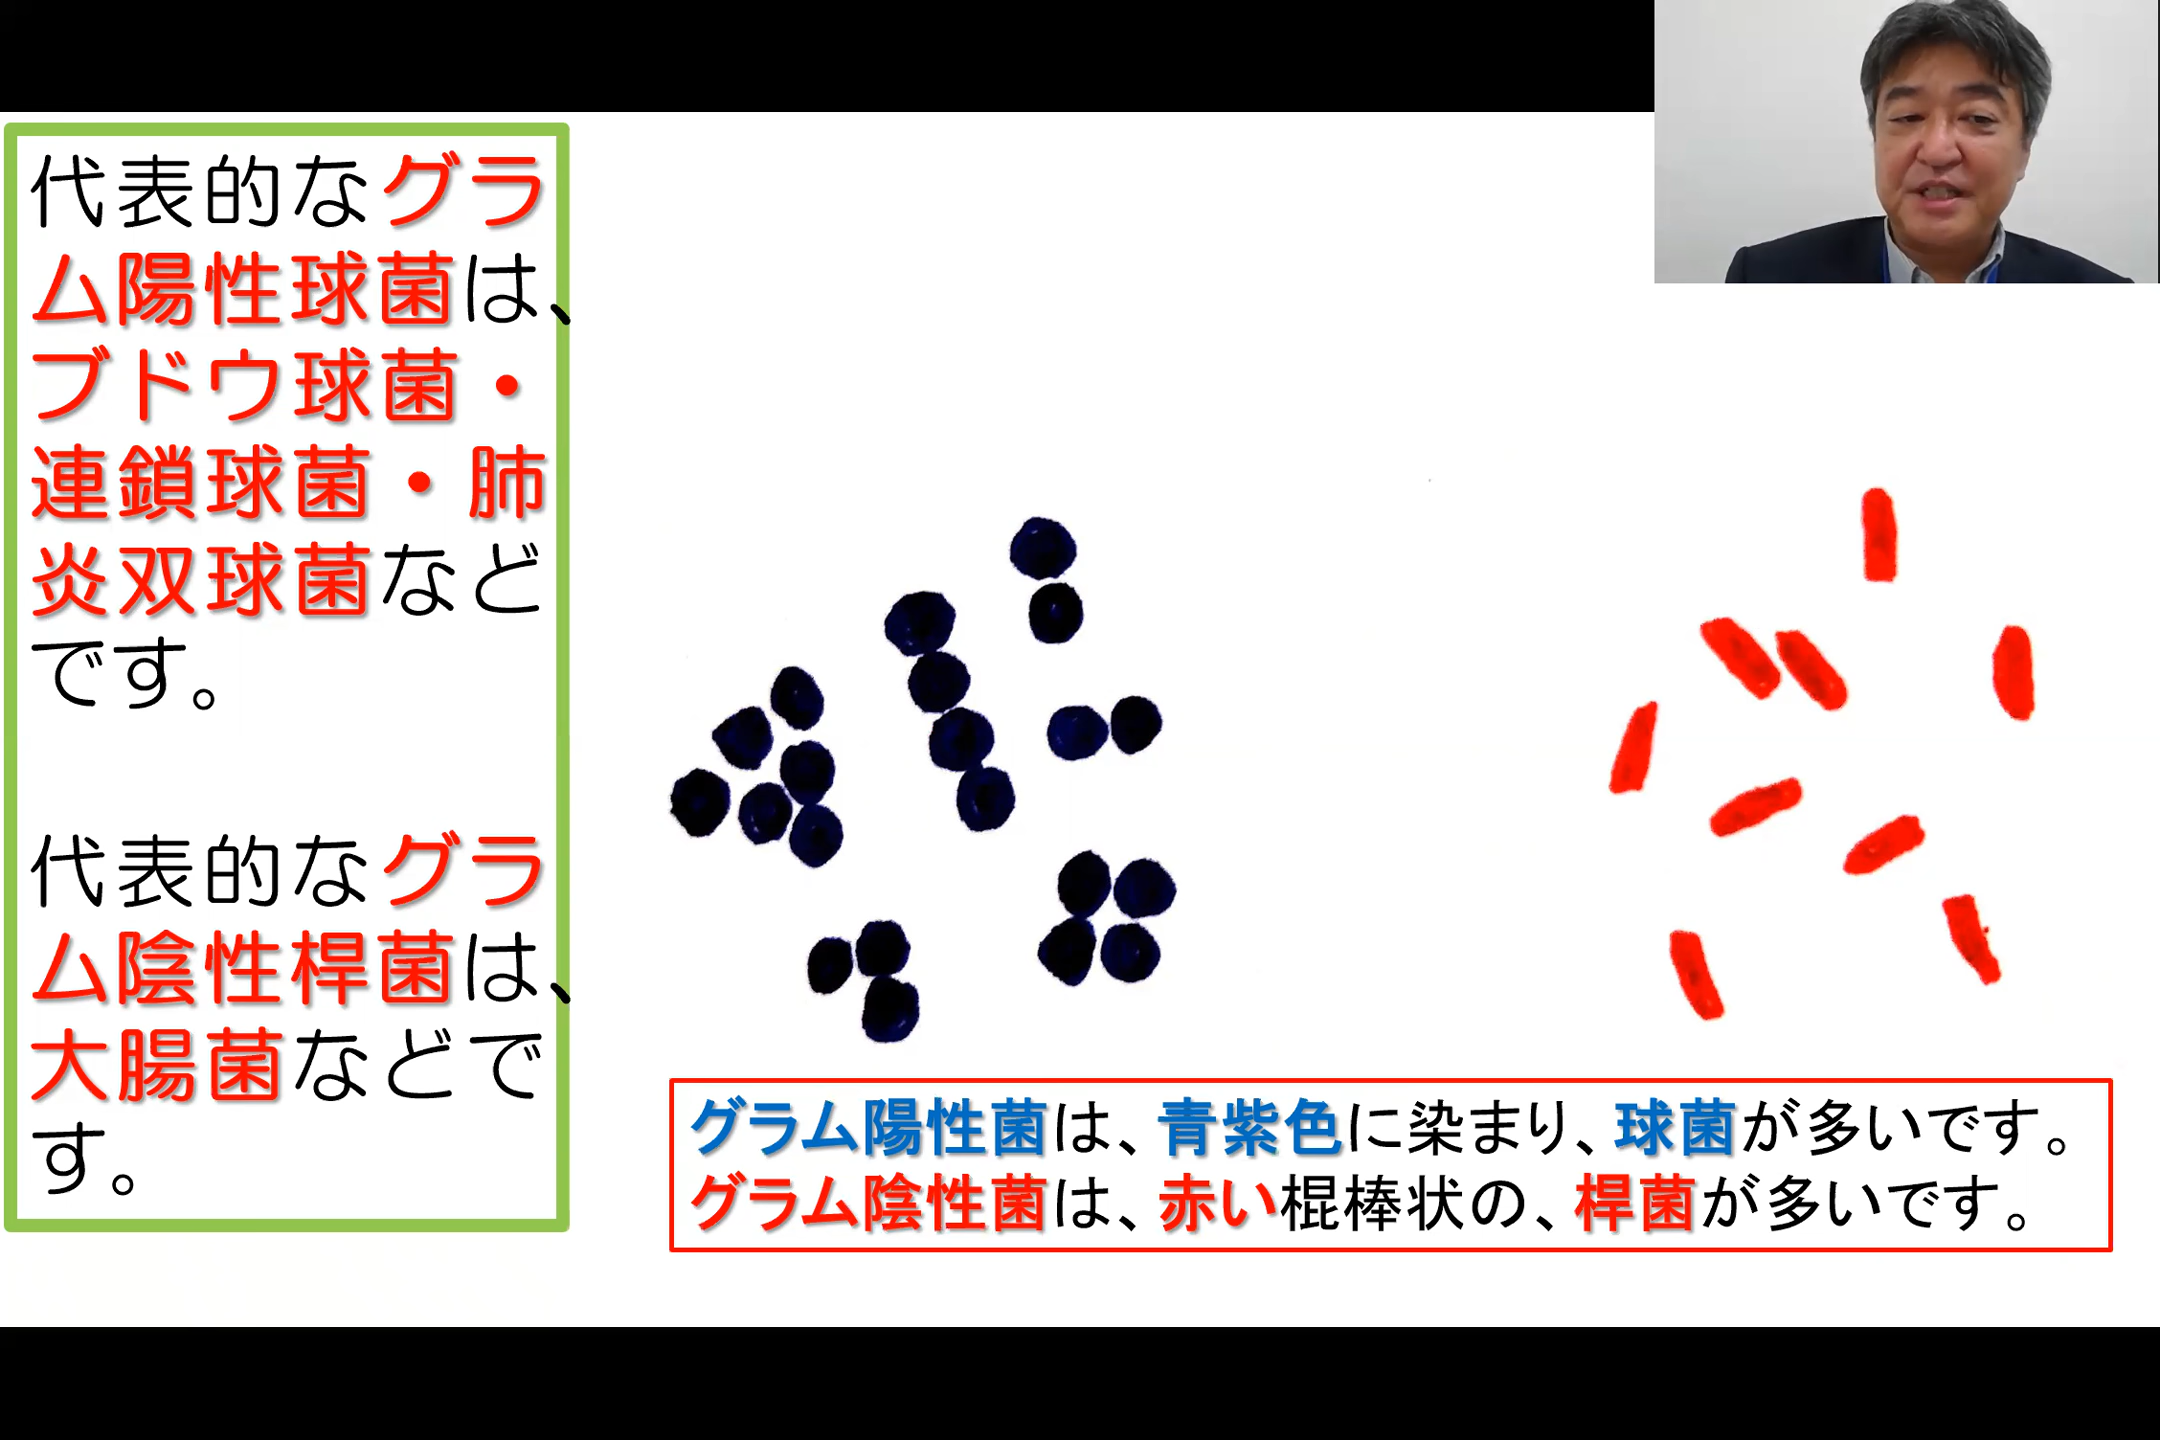 代表的なグラ
ム陽性球菌は、
ブドウ球菌・
連鎖球菌・肺
炎双球菌など
です。
代表的なグラ
ム陰性桿菌は、
大腸菌などで
す。
グラム陽性菌は、青紫色に染まり、球菌が多いです。
グラム陰性菌は、赤い棍棒状の、桿菌が多いです。